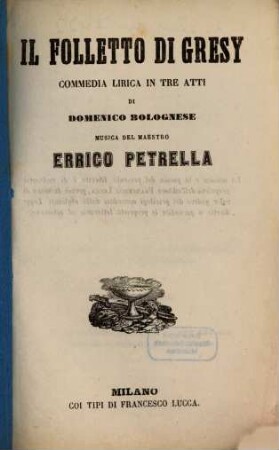 IL FOLLETTO DI GRESY
COMMEDIA LIRICA IN TRE ATTI
DI
DOMENICO BOLOGNESE
MUSICA DEL MAESTRO
ERRICO PETRELLA
MILANO
COI TIPI DI FRANCESCO LUCCA.